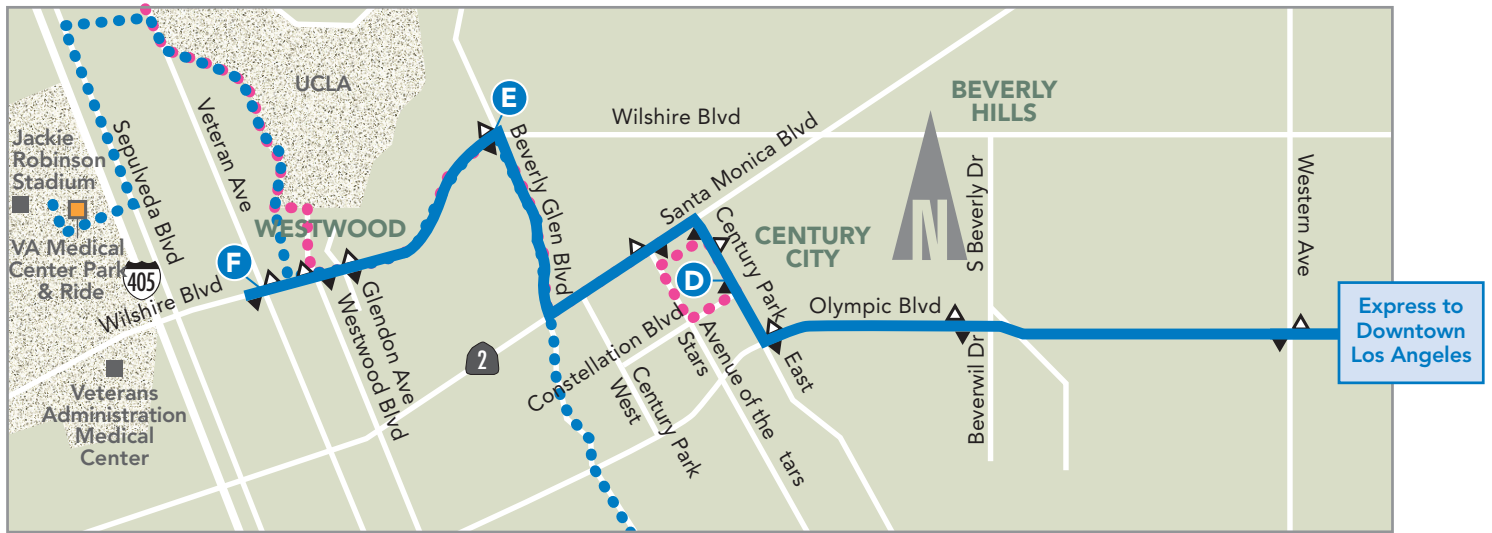 UCLA
E
BEVERLY
HILLS
Wilshire Blvd
Santa Monica Blvd
Veteran Ave
Sepulveda Blvd
Jackie
Robinson
Stadium
Beverly Glen Blvd
Western Ave
S Beverly Dr
N
WESTWOOD
Century Park
East
CENTURY
CITY
VA Medical
Center Park
& Ride
405
F
D
Wilshire Blvd
Glendon Ave
Westwood Blvd
Olympic Blvd
Express to
Downtown
Los Angeles
Constellation Blvd
Avenue of the
Stars
2
Century Park
West
Beverwil Dr
Veterans
Administration
Medical
Center
tars